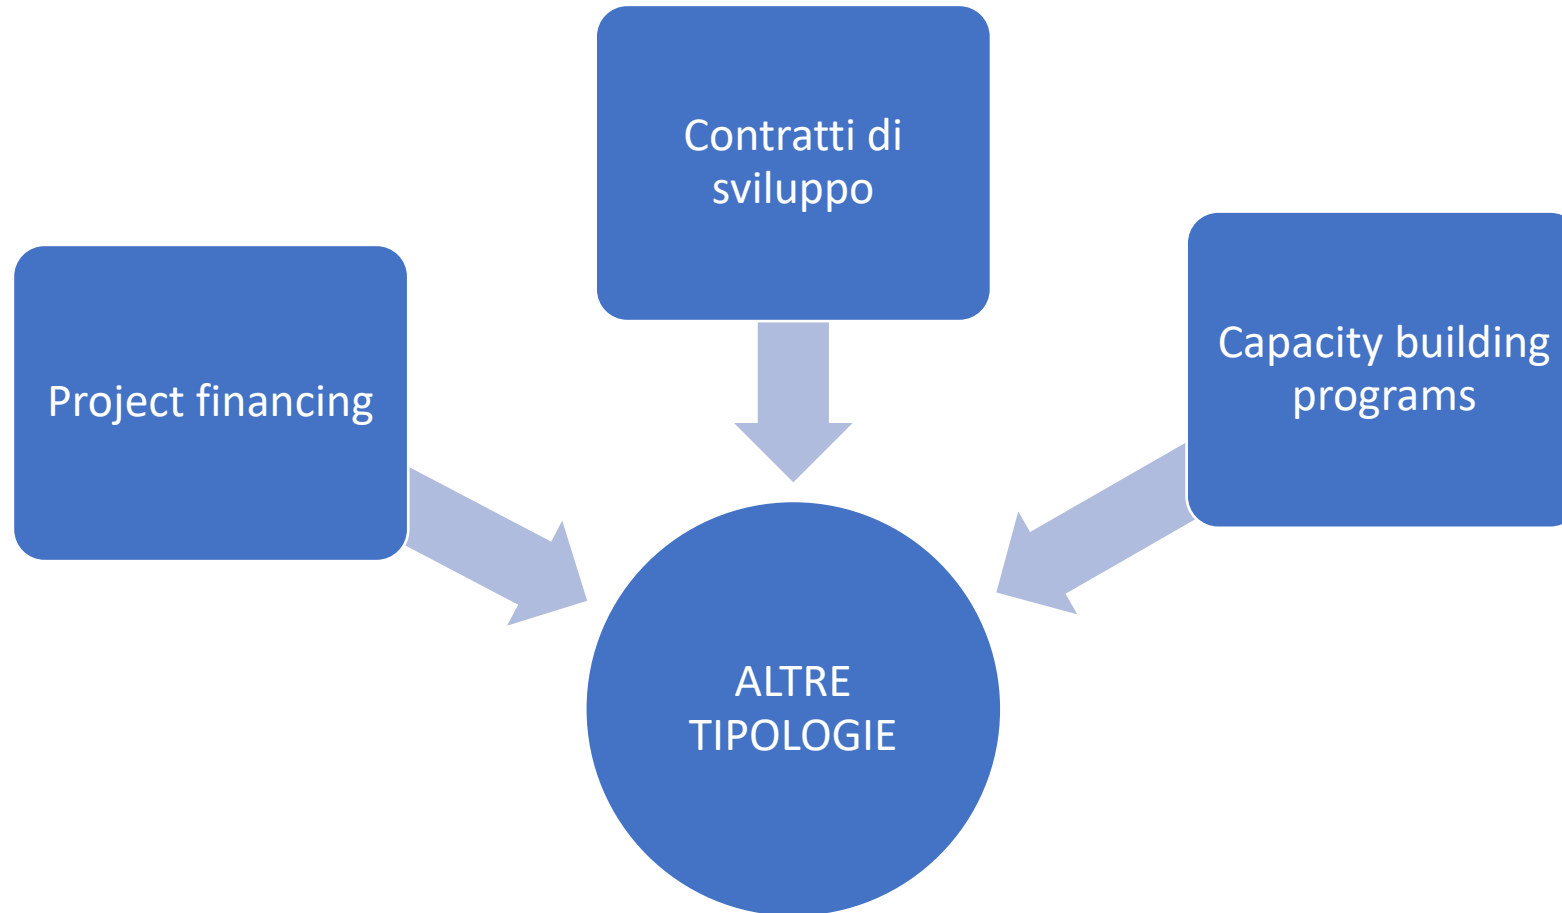 Contratti di
sviluppo
Project financing
Capacity building
programs
ALTRE
TIPOLOGIE